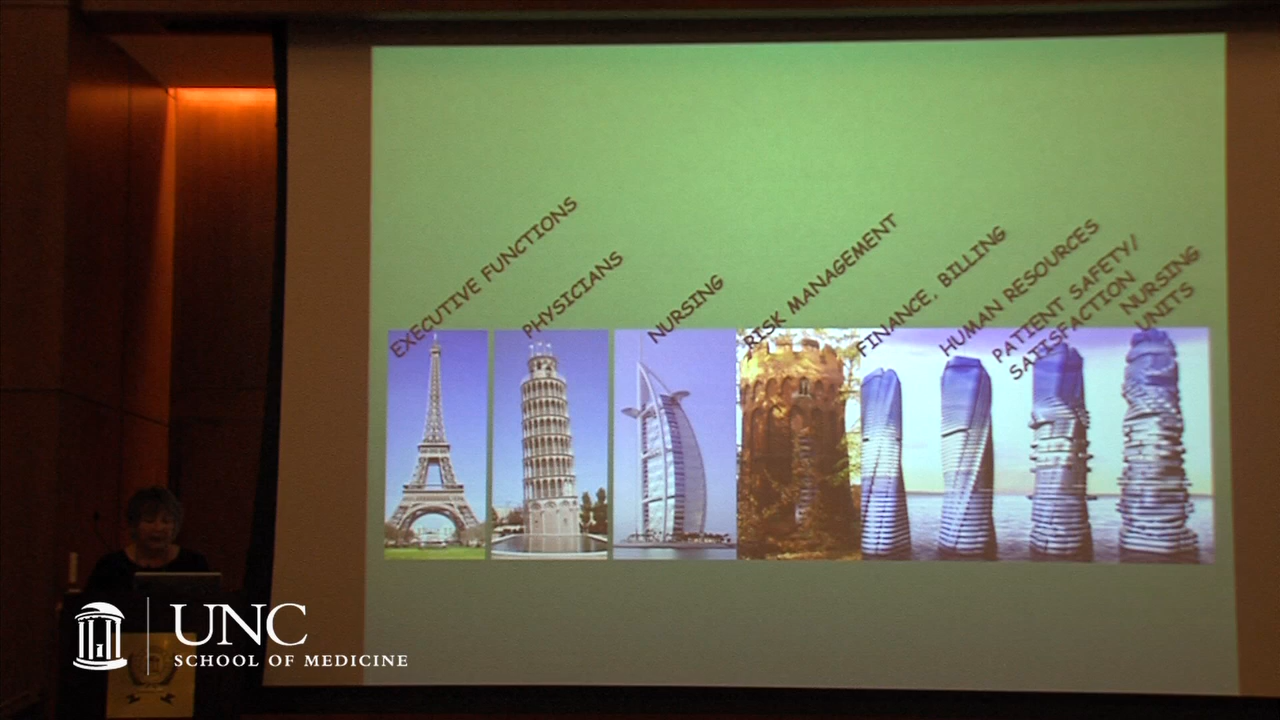 EXECUTIVE FUNCTIONS
PHYSICIANS
NURSING
RISK MANAGEMENT
FINANCE, BILLING
HUMAN RESOURCES
PATIENT SAFETY/
SATISFACTION
NURSING
UNITS
UNC
SCHOOL OF MEDICINE